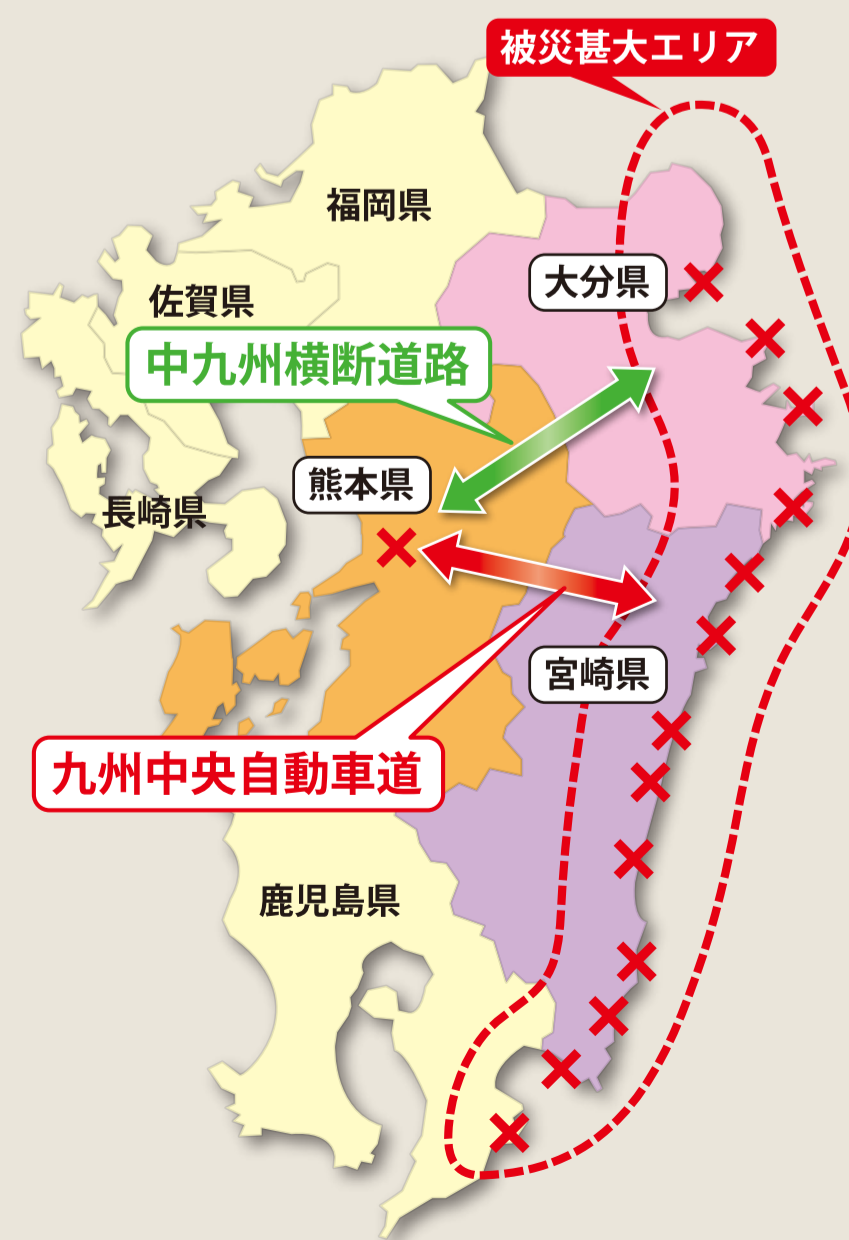 被災甚大エリア
福岡県
大分県
佐賀県
中九州横断道路
熊本県
長崎県
宮崎県
九州中央自動車道
鹿児島県